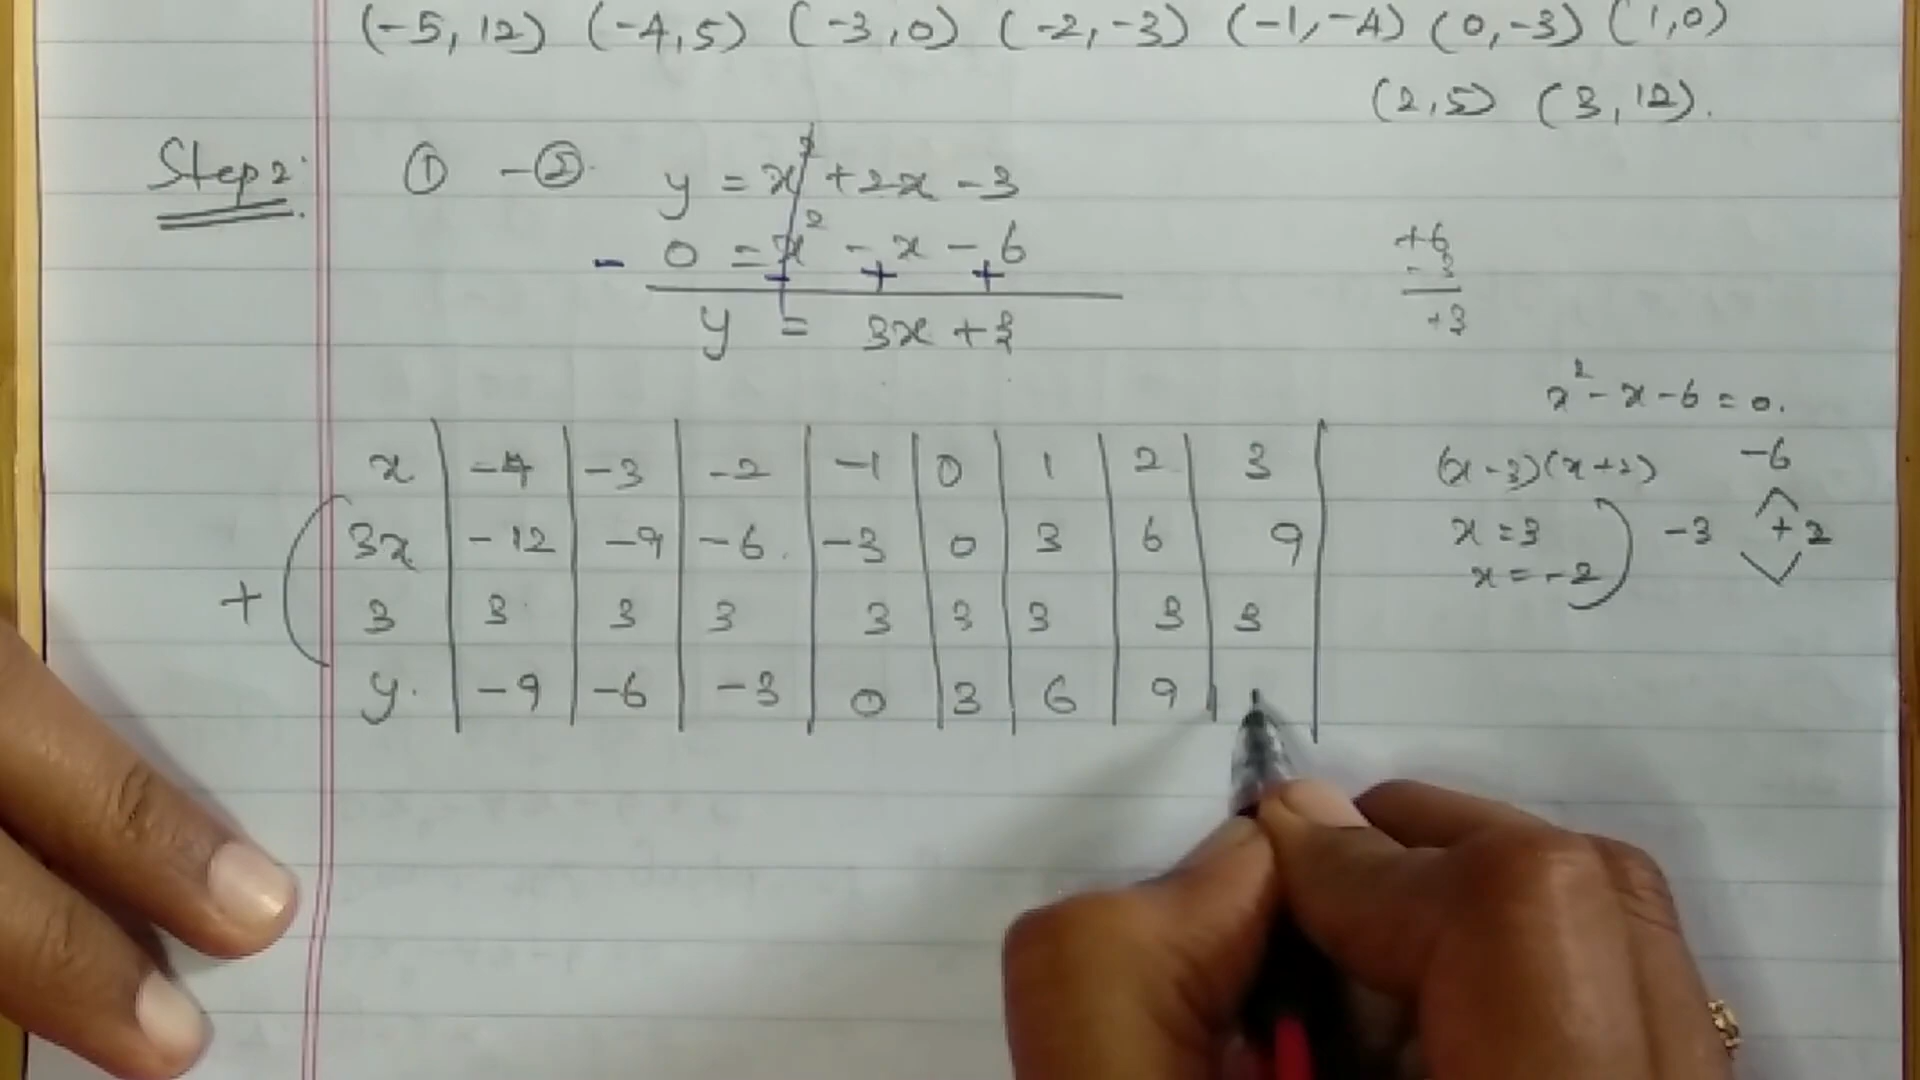 (-5, 12) (-4, 5) (-3, 0) (-2, -3) (-1, -4) (0, -3) (1, 0)
(2, 5) (3, 12).
Step 2: ① - ② y = x² + 2x - 3
- 0 = x² - x - 6
- + +
y = 3x + 3
+6
-3
+3
x² - x - 6 = 0.
(x - 3)(x + 2) -6
x = 3 -3 +2
x = -2
x -4 -3 -2 -1 0 1 2 3
+ 3x -12 -9 -6 -3 0 3 6 9
3 3 3 3 3 3 3 3 3
y -9 -6 -3 0 3 6 9